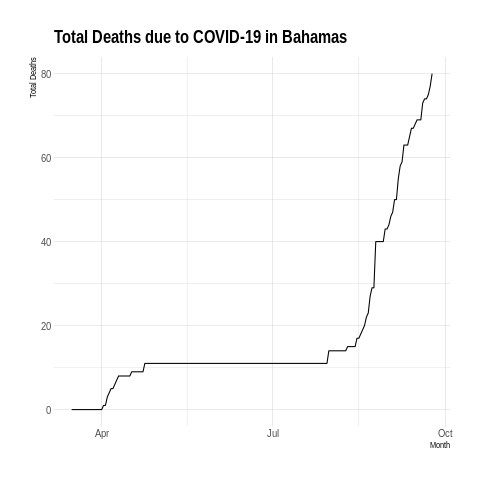 Total Deaths due to COVID-19 in Bahamas
Total Deaths
80
60
40
20
0
Apr
Jul
Oct
Month